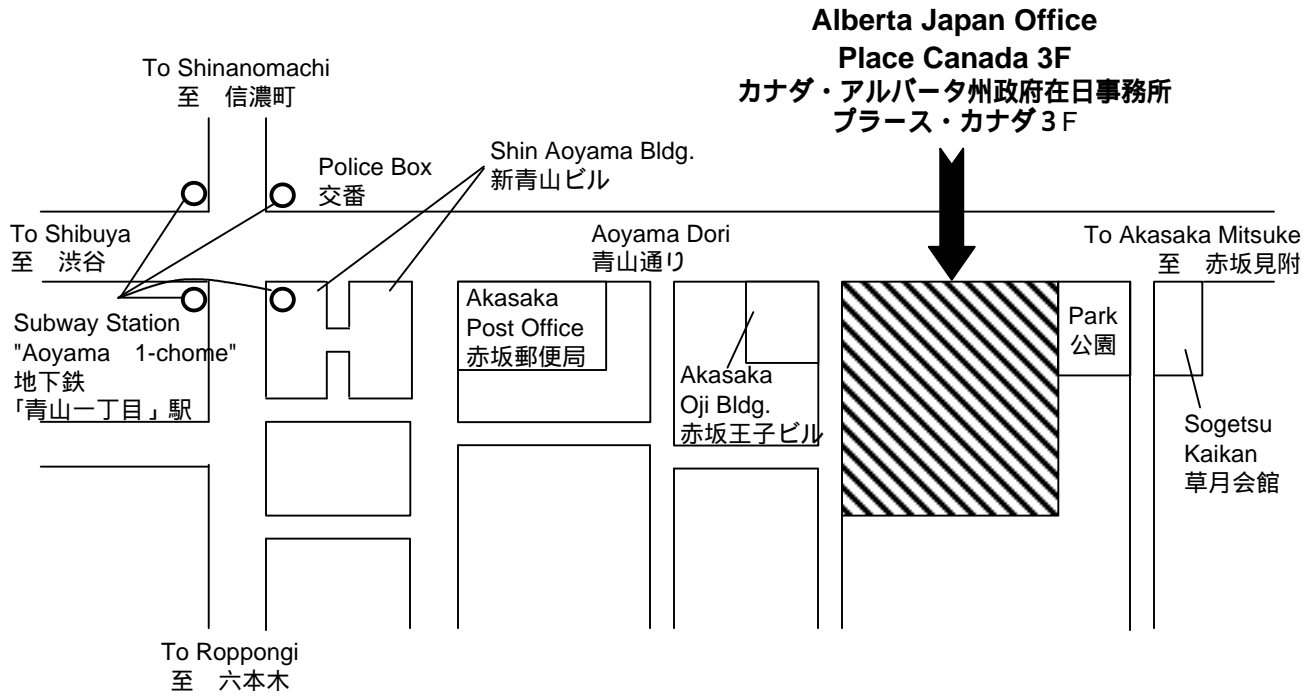 Alberta Japan Office
Place Canada 3F
カナダ・アルバータ州政府在日事務所
プラース・カナダ３F
To Shinanomachi
至　信濃町
Police Box
交番
Shin Aoyama Bldg.
新青山ビル
To Shibuya
至　渋谷
Aoyama Dori
青山通り
To Akasaka Mitsuke
至　赤坂見附
Subway Station
"Aoyama　1-chome"
地下鉄
「青山一丁目」駅
Akasaka
Post Office
赤坂郵便局
Akasaka
Oji Bldg.
赤坂王子ビル
Park
公園
Sogetsu
Kaikan
草月会館
To Roppongi
至　六本木